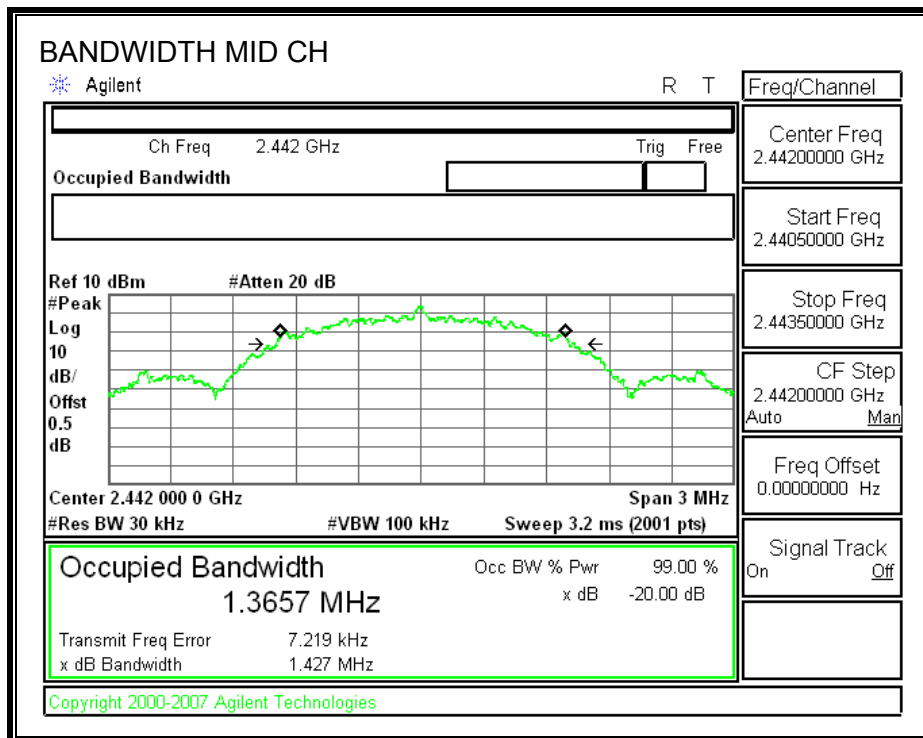 BANDWIDTH MID CH
Agilent R T
Ch Freq 2.442 GHz Trig Free
Occupied Bandwidth
Ref 10 dBm #Atten 20 dB
#Peak
Log
10
dB/
Offst
0.5
dB
Center 2.442 000 0 GHz Span 3 MHz
#Res BW 30 kHz #VBW 100 kHz Sweep 3.2 ms (2001 pts)
Occupied Bandwidth
1.3657 MHz
Occ BW % Pwr 99.00 %
x dB -20.00 dB
Transmit Freq Error 7.219 kHz
x dB Bandwidth 1.427 MHz
Copyright 2000-2007 Agilent Technologies
Freq/Channel
Center Freq
2.44200000 GHz
Start Freq
2.44050000 GHz
Stop Freq
2.44350000 GHz
CF Step
2.44200000 GHz
Auto Man
Freq Offset
0.00000000 Hz
Signal Track
On Off